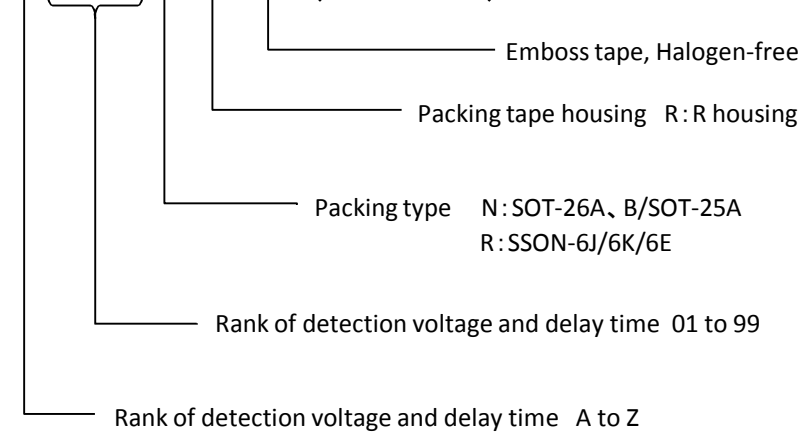 Emboss tape, Halogen-free
Packing tape housing R：R housing
Packing type N：SOT-26A、B/SOT-25A
R：SSON-6J/6K/6E
Rank of detection voltage and delay time 01 to 99
Rank of detection voltage and delay time A to Z